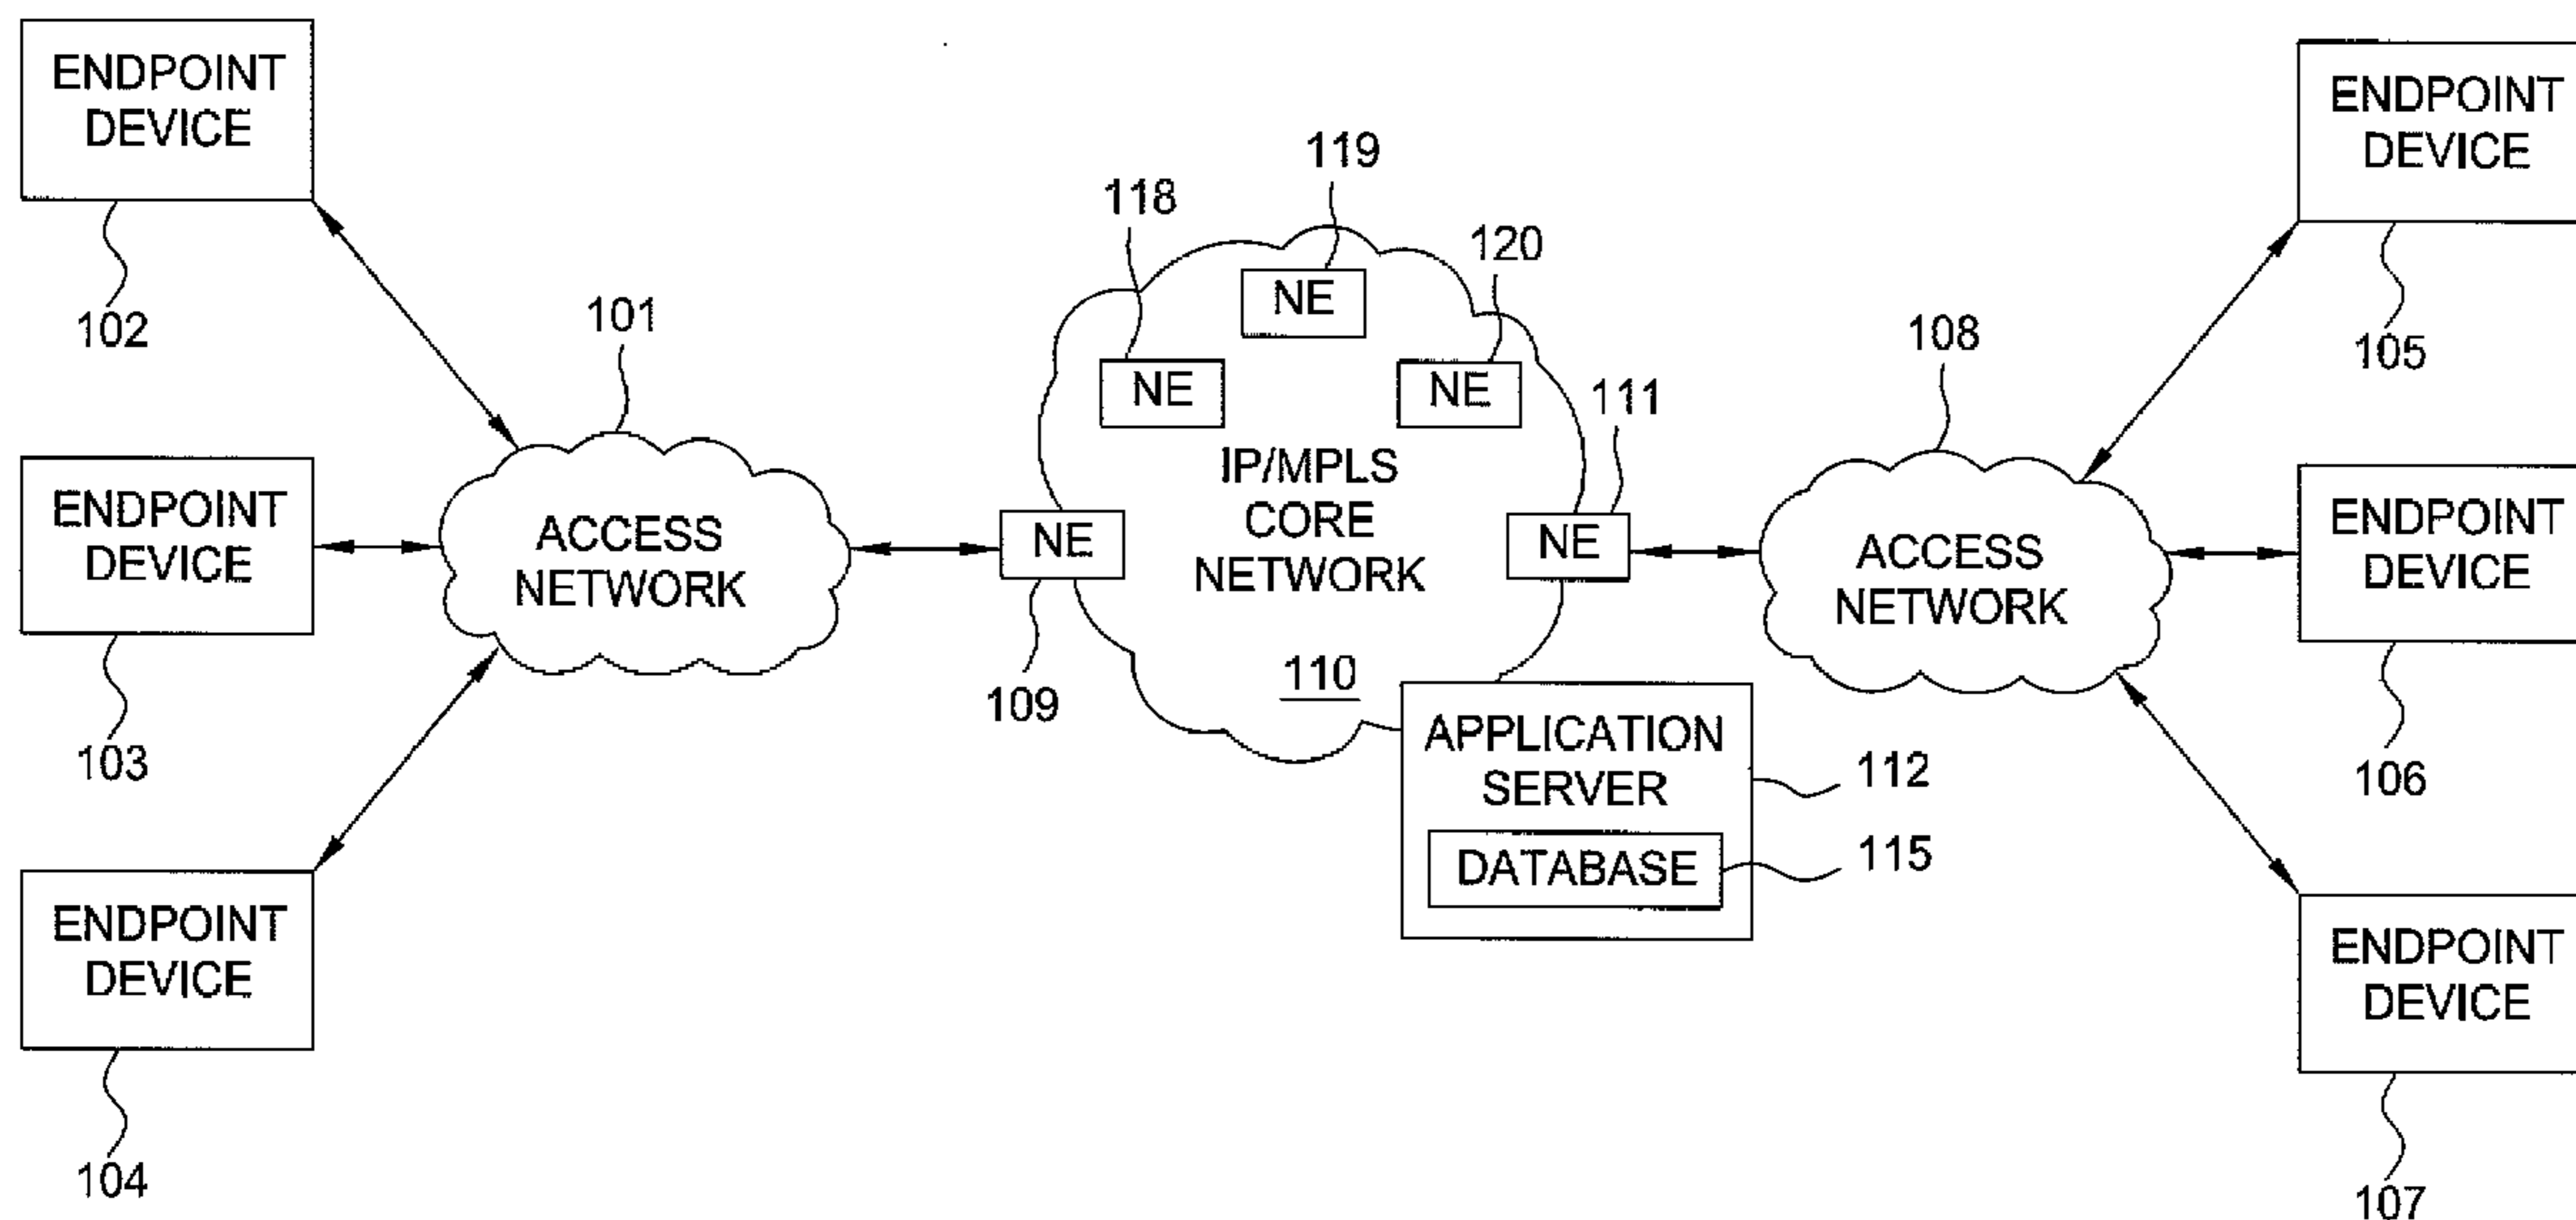 ENDPOINT
DEVICE
102
ENDPOINT
DEVICE
103
ENDPOINT
DEVICE
104
101
ACCESS
NETWORK
118
119
120
NE
NE
NE
111
IP/MPLS
CORE
NETWORK
NE
NE
109
110
APPLICATION
SERVER
112
DATABASE
115
108
ACCESS
NETWORK
ENDPOINT
DEVICE
105
ENDPOINT
DEVICE
106
ENDPOINT
DEVICE
107